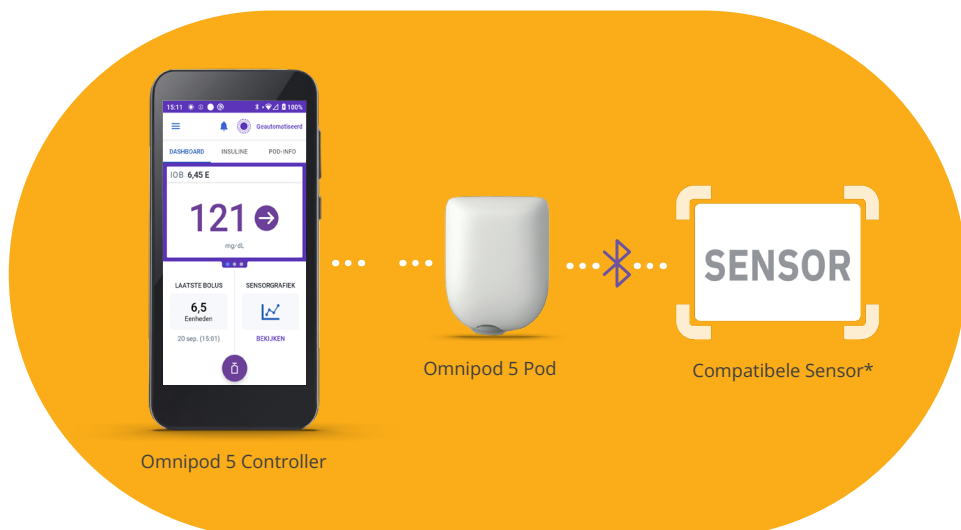 15:11
100%
Geautomatiseerd
DASHBOARD
INSULINE
POD-INFO
IOB 6,45 E
121
mg/dL
LAATSTE BOLUS
SENSORGRAFIEK
6,5
Eenheden
20 sep. (15:01)
BEKIJKEN
Omnipod 5 Controller
Omnipod 5 Pod
SENSOR
Compatibele Sensor*